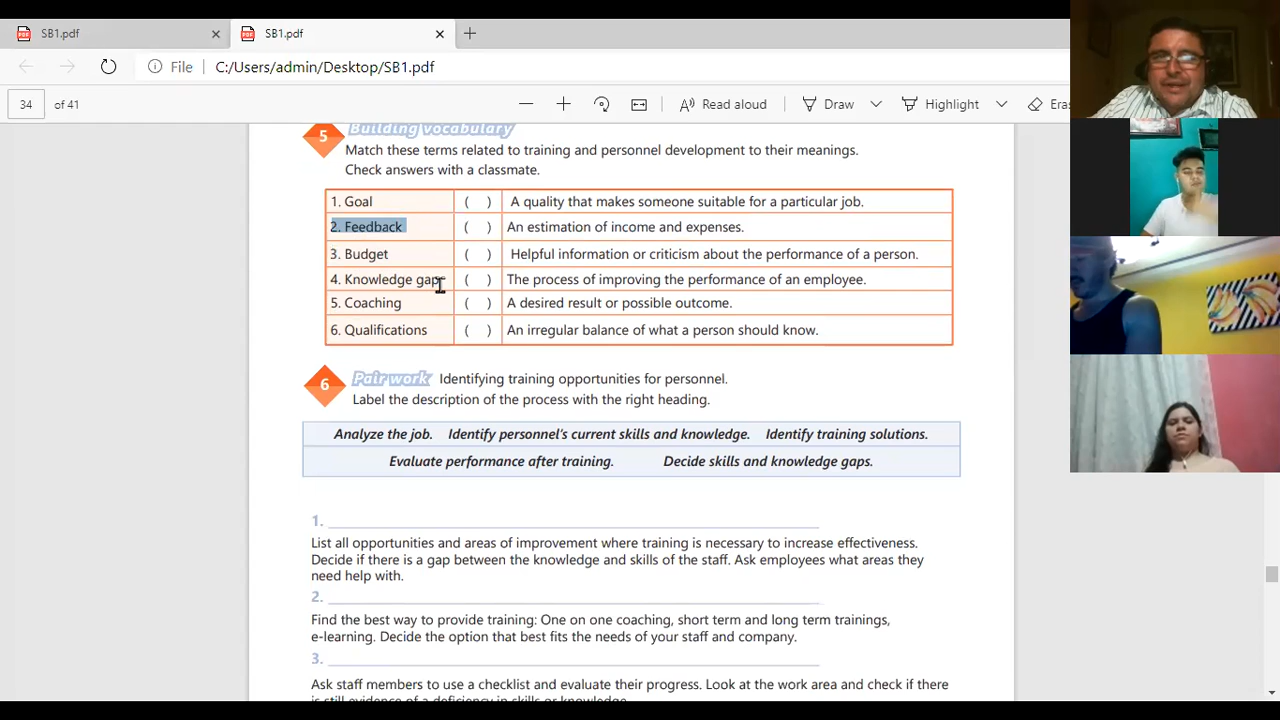 SB1.pdf
SB1.pdf
File
C:/Users/admin/Desktop/SB1.pdf
34
of 41
Read aloud
Draw
Highlight
5 Building vocabulary
Match these terms related to training and personnel development to their meanings.
Check answers with a classmate.
1. Goal ( ) A quality that makes someone suitable for a particular job.
2. Feedback ( ) An estimation of income and expenses.
3. Budget ( ) Helpful information or criticism about the performance of a person.
4. Knowledge gaps ( ) The process of improving the performance of an employee.
5. Coaching ( ) A desired result or possible outcome.
6. Qualifications ( ) An irregular balance of what a person should know.
6 Pair work Identifying training opportunities for personnel.
Label the description of the process with the right heading.
Analyze the job. Identify personnel's current skills and knowledge. Identify training solutions.
Evaluate performance after training. Decide skills and knowledge gaps.
1.
List all opportunities and areas of improvement where training is necessary to increase effectiveness.
Decide if there is a gap between the knowledge and skills of the staff. Ask employees what areas they
need help with.
2.
Find the best way to provide training: One on one coaching, short term and long term trainings,
e-learning. Decide the option that best fits the needs of your staff and company.
3.
Ask staff members to use a checklist and evaluate their progress. Look at the work area and check if there
is still evidence of a deficiency in skills or knowledge.